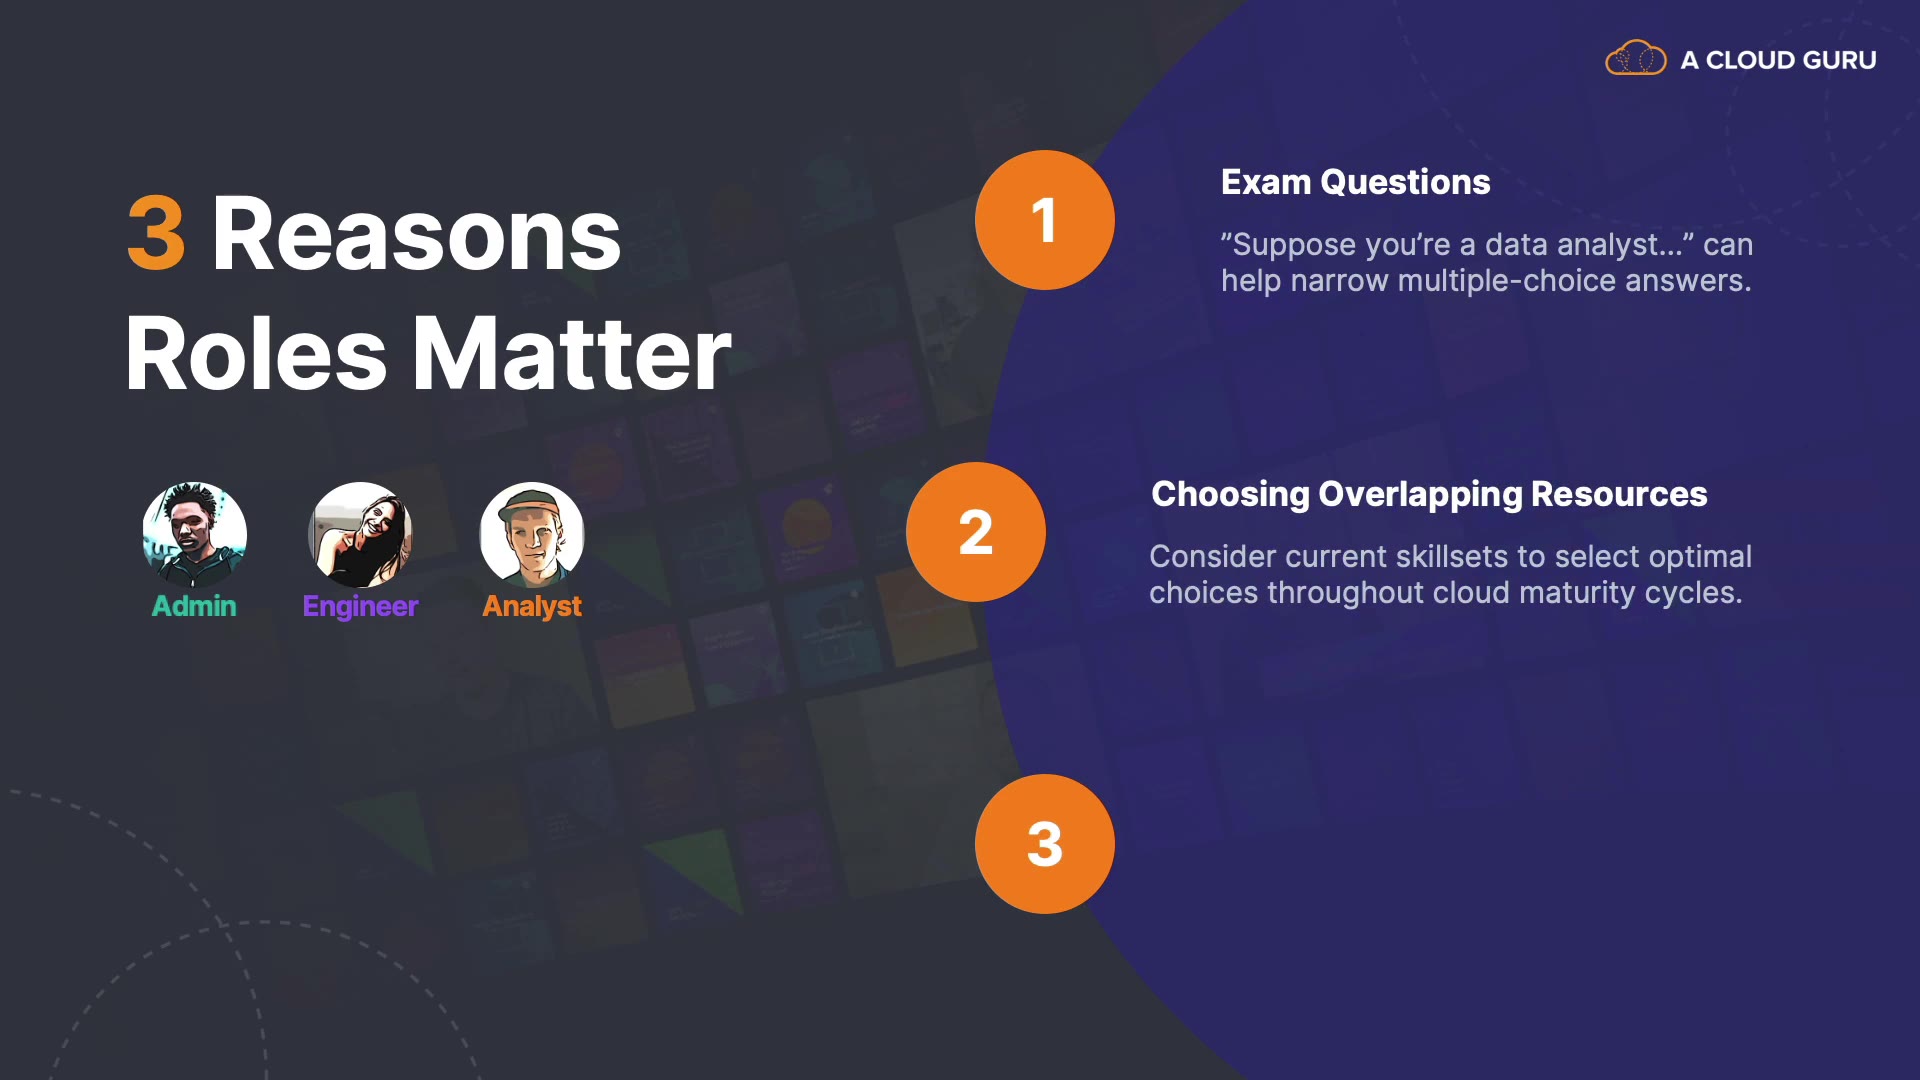 A CLOUD GURU
3 Reasons
Roles Matter
Admin
Engineer
Analyst
1
Exam Questions
”Suppose you’re a data analyst...” can
help narrow multiple-choice answers.
2
Choosing Overlapping Resources
Consider current skillsets to select optimal
choices throughout cloud maturity cycles.
3